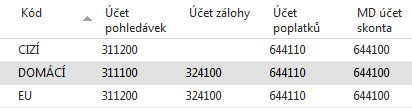 Kód Účet pohledávek Účet zálohy Účet poplatků MD účet skonta
CIZÍ 311200 644110 644100
DOMÁCÍ 311100 324100 644110 644100
EU 311200 324100 644110 644100